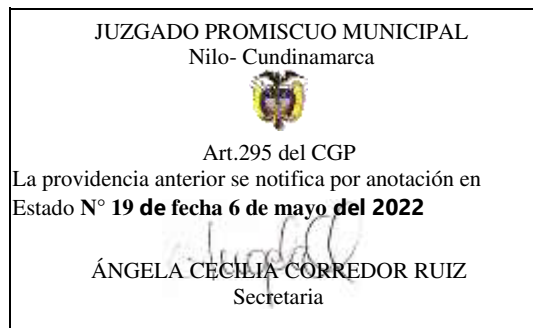 JUZGADO PROMISCUO MUNICIPAL
Nilo- Cundinamarca
Art.295 del CGP
La providencia anterior se notifica por anotación en
Estado N° 19 de fecha 6 de mayo del 2022
ÁNGELA CECILIA CORREDOR RUIZ
Secretaria